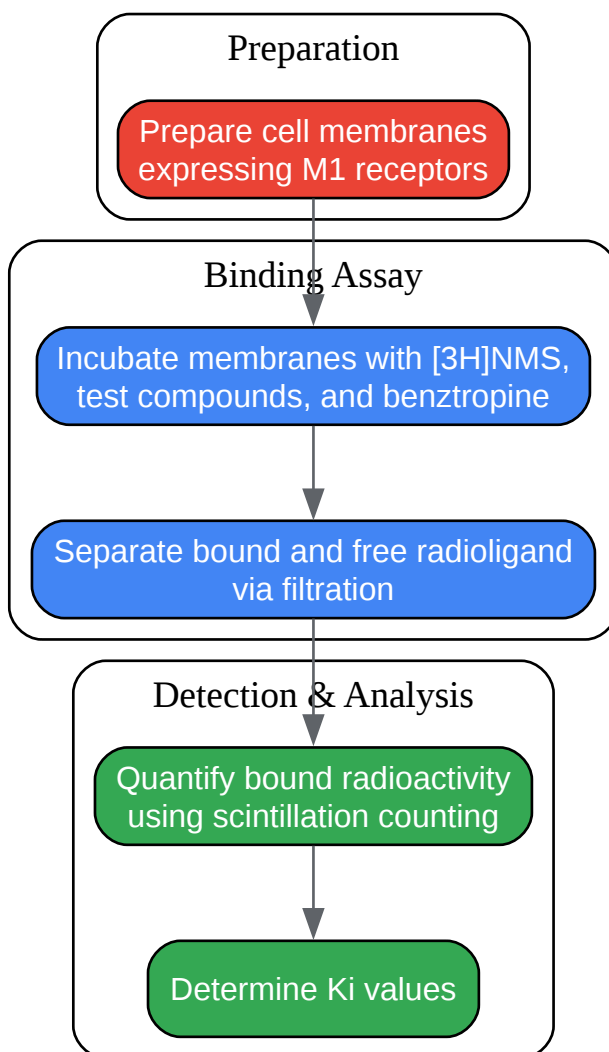 Preparation
Prepare cell membranes
expressing M1 receptors
Binding Assay
Incubate membranes with [3H]NMS,
test compounds, and benztropine
Separate bound and free radioligand
via filtration
Detection & Analysis
Quantify bound radioactivity
using scintillation counting
Determine Ki values